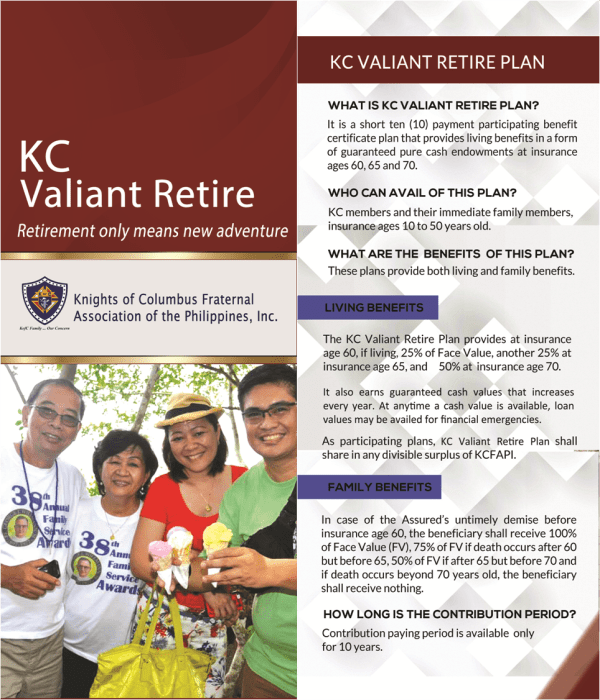 KC
Valiant Retire
Retirement only means new adventure
Knights of Columbus Fraternal
Association of the Philippines, Inc.
KofC Family ... Our Concern
38th
Annual
Family
Service
Award
38th
Ann
Fami
Service
Awards
KC VALIANT RETIRE PLAN
WHAT IS KC VALIANT RETIRE PLAN?
It is a short ten (10) payment participating benefit
certificate plan that provides living benefits in a form
of guaranteed pure cash endowments at insurance
ages 60, 65 and 70.
WHO CAN AVAIL OF THIS PLAN?
KC members and their immediate family members,
insurance ages 10 to 50 years old.
WHAT ARE THE BENEFITS OF THIS PLAN?
These plans provide both living and family benefits.
LIVING BENEFITS
The KC Valiant Retire Plan provides at insurance
age 60, if living, 25% of Face Value, another 25% at
insurance age 65, and 50% at insurance age 70.
It also earns guaranteed cash values that increases
every year. At anytime a cash value is available, loan
values may be availed for financial emergencies.
As participating plans, KC Valiant Retire Plan shall
share in any divisible surplus of KCFAPI.
FAMILY BENEFITS
In case of the Assured's untimely demise before
insurance age 60, the beneficiary shall receive 100%
of Face Value (FV), 75% of FV if death occurs after 60
but before 65, 50% of FV if after 65 but before 70 and
if death occurs beyond 70 years old, the beneficiary
shall receive nothing.
HOW LONG IS THE CONTRIBUTION PERIOD?
Contribution paying period is available only
for 10 years.